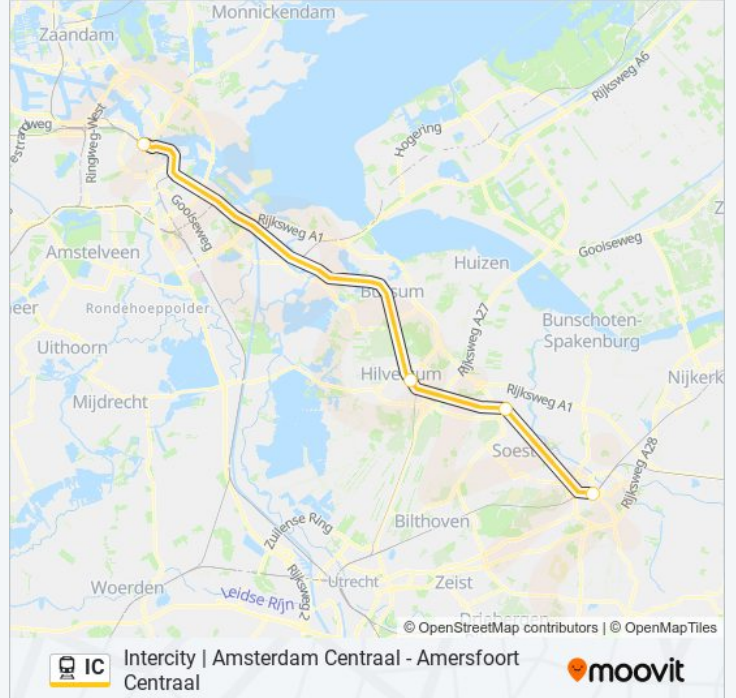 Monnickendam
Zaandam
Rijksweg A6
Hogering
weg
estraat
Ringweg-West
Gooiseweg
Rijksweg A1
Gooiseweg
Amstelveen
Huizen
Bussum
Rondehoeppolder
Rijksweg A27
Bunschoten-
Spakenburg
Uithoorn
Hilversum
Nijkerk
Rijksweg A1
Mijdrecht
Soest
Rijksweg A28
Bilthoven
Zuilense Ring
Rijksweg 2
Utrecht
Zeist
Woerden
Leidse Rijn
© OpenStreetMap contributors | © OpenMapTiles
IC
Intercity | Amsterdam Centraal - Amersfoort
Centraal
moovit